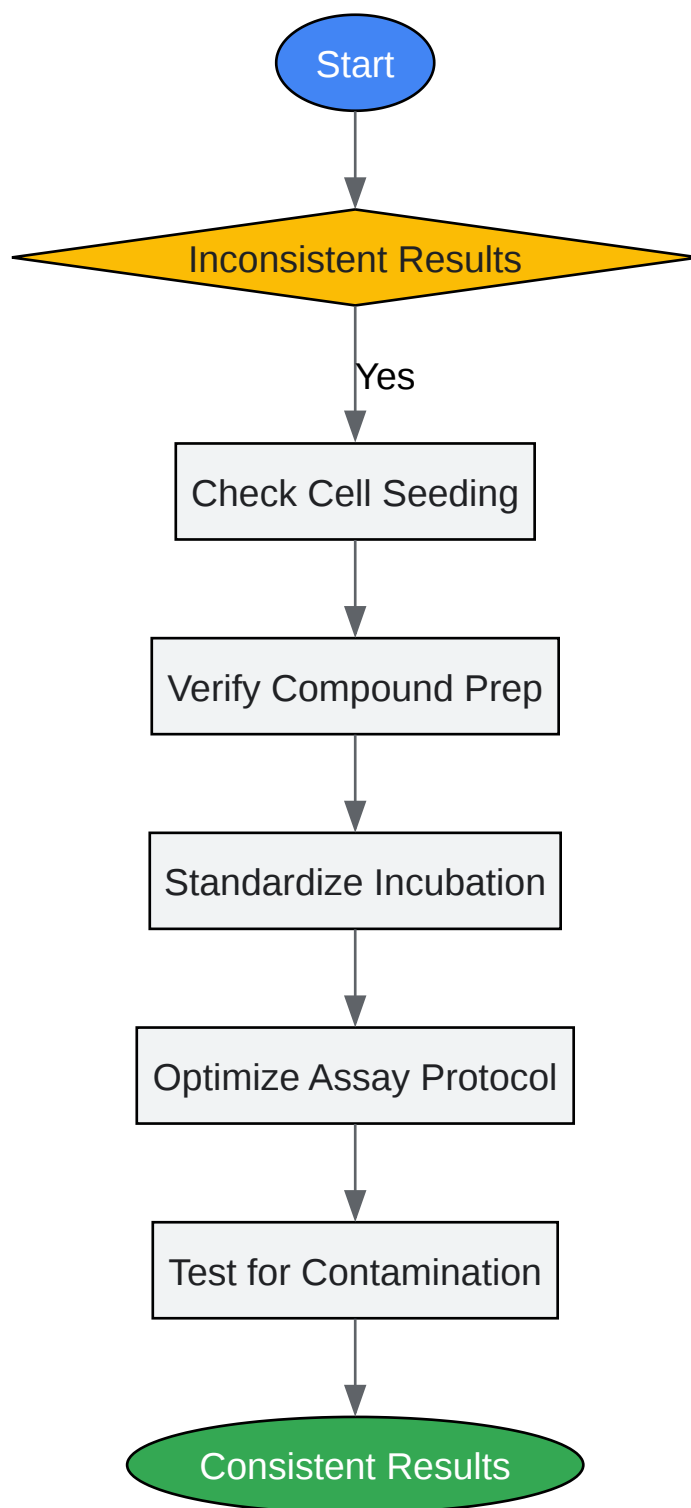 Start
Inconsistent Results
Yes
Check Cell Seeding
Verify Compound Prep
Standardize Incubation
Optimize Assay Protocol
Test for Contamination
Consistent Results